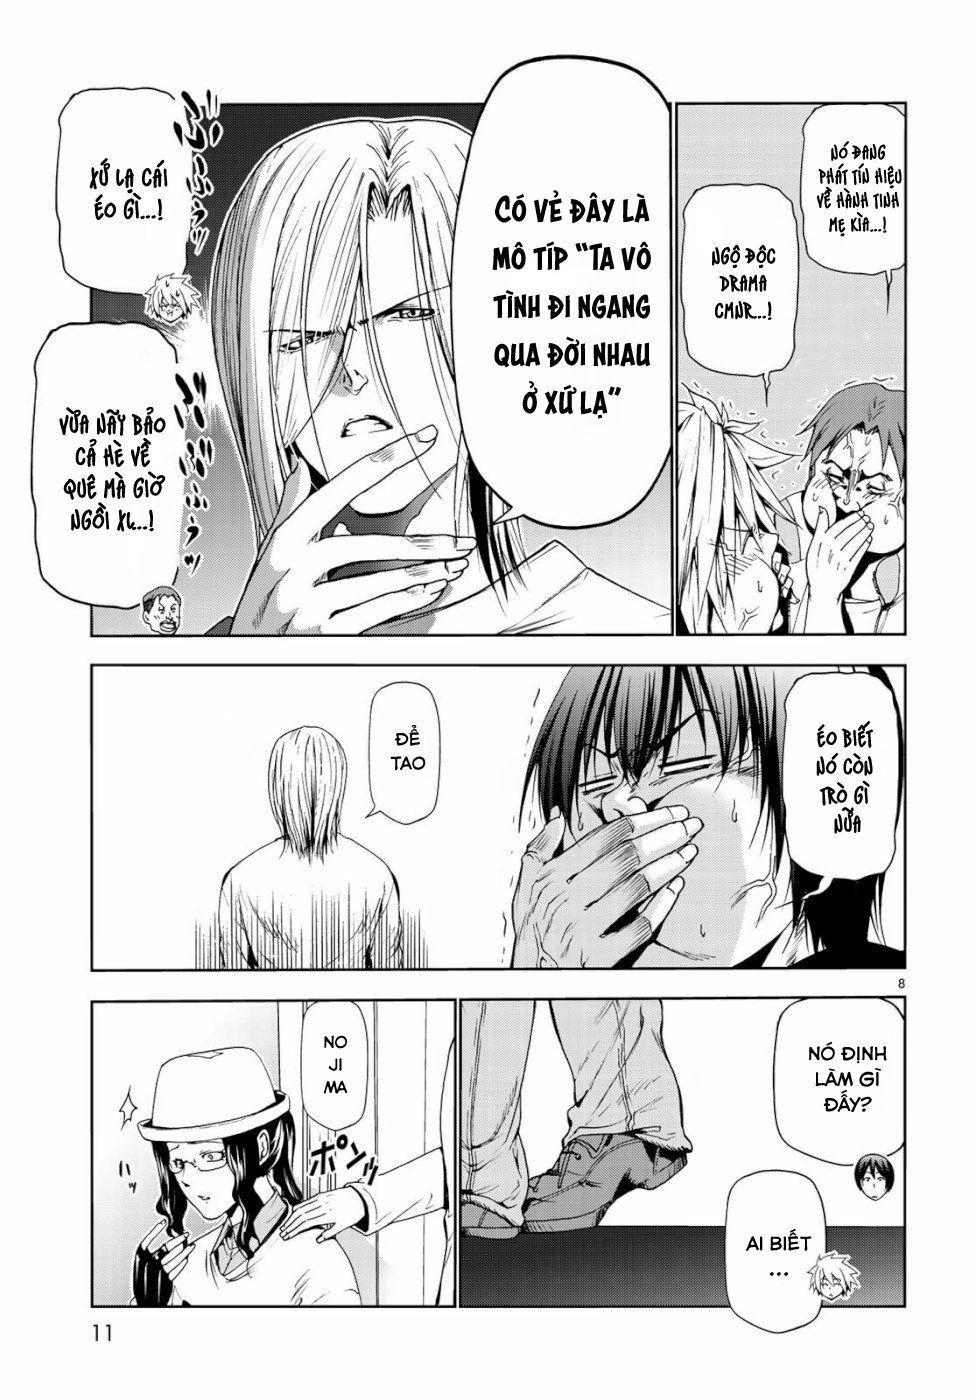 NÓ ĐANG
PHÁT TÍN HIỆU
VỀ HÀNH TINH
MẸ KÌA...!
NGỘ ĐỘC
DRAMA
CMNR...!
CÓ VẺ ĐÂY LÀ
MÔ TÍP "TA VÔ
TÌNH ĐI NGANG
QUA ĐỜI NHAU
Ở XỨ LẠ"
XỨ LẠ CÁI
ÉO GÌ...!
VỪA NÃY BẢO
CẢ HÈ VỀ
QUÊ MÀ GIỜ
NGỒI XL...!
ÉO BIẾT
NÓ CÒN
TRÒ GÌ
NỮA
ĐỂ
TAO
8
NÓ ĐỊNH
LÀM GÌ
ĐẤY?
AI BIẾT
...
NO
JI
MA
ポンッ
11